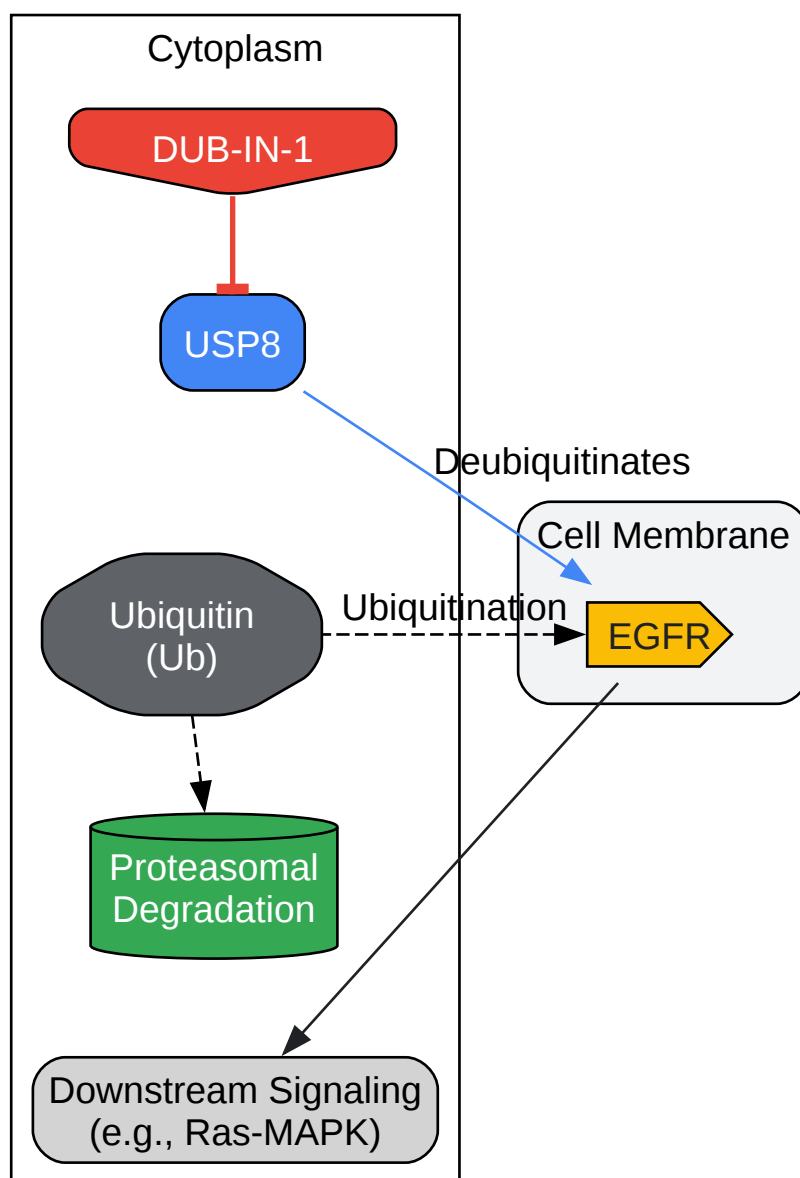 Cytoplasm
DUB-IN-1
USP8
Deubiquitinates
Cell Membrane
Ubiquitin
(Ub)
Ubiquitination
EGFR
Proteasomal
Degradation
Downstream Signaling
(e.g., Ras-MAPK)